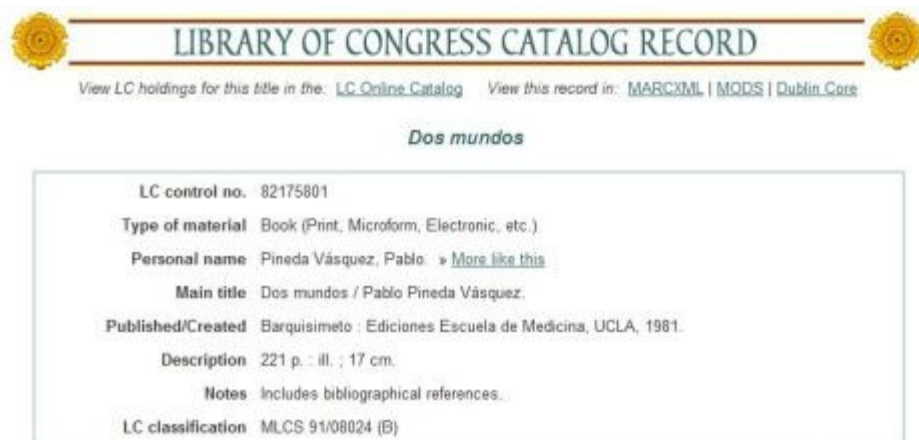 LIBRARY OF CONGRESS CATALOG RECORD
View LC holdings for this title in the: LC Online Catalog View this record in: MARCXML | MODS | Dublin Core
Dos mundos
LC control no. 82175801
Type of material Book (Print, Microform, Electronic, etc.)
Personal name Pineda Vásquez, Pablo. » More like this
Main title Dos mundos / Pablo Pineda Vásquez.
Published/Created Barquisimeto : Ediciones Escuela de Medicina, UCLA, 1981.
Description 221 p. : ill. ; 17 cm.
Notes Includes bibliographical references.
LC classification MLCS 91/08024 (B)